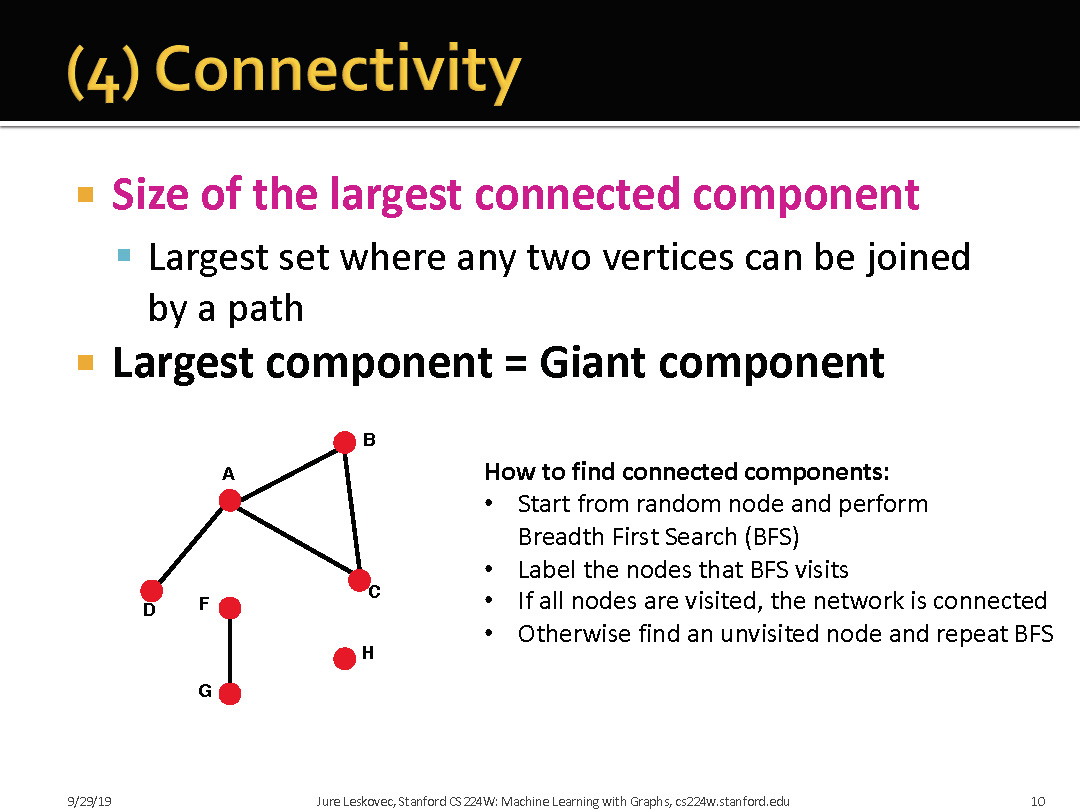 (4) Connectivity
Size of the largest connected component
Largest set where any two vertices can be joined
by a path
Largest component = Giant component
B
A
D
F
C
H
G
How to find connected components:
• Start from random node and perform
Breadth First Search (BFS)
• Label the nodes that BFS visits
• If all nodes are visited, the network is connected
• Otherwise find an unvisited node and repeat BFS
9/29/19
Jure Leskovec, Stanford CS224W: Machine Learning with Graphs, cs224w.stanford.edu
10